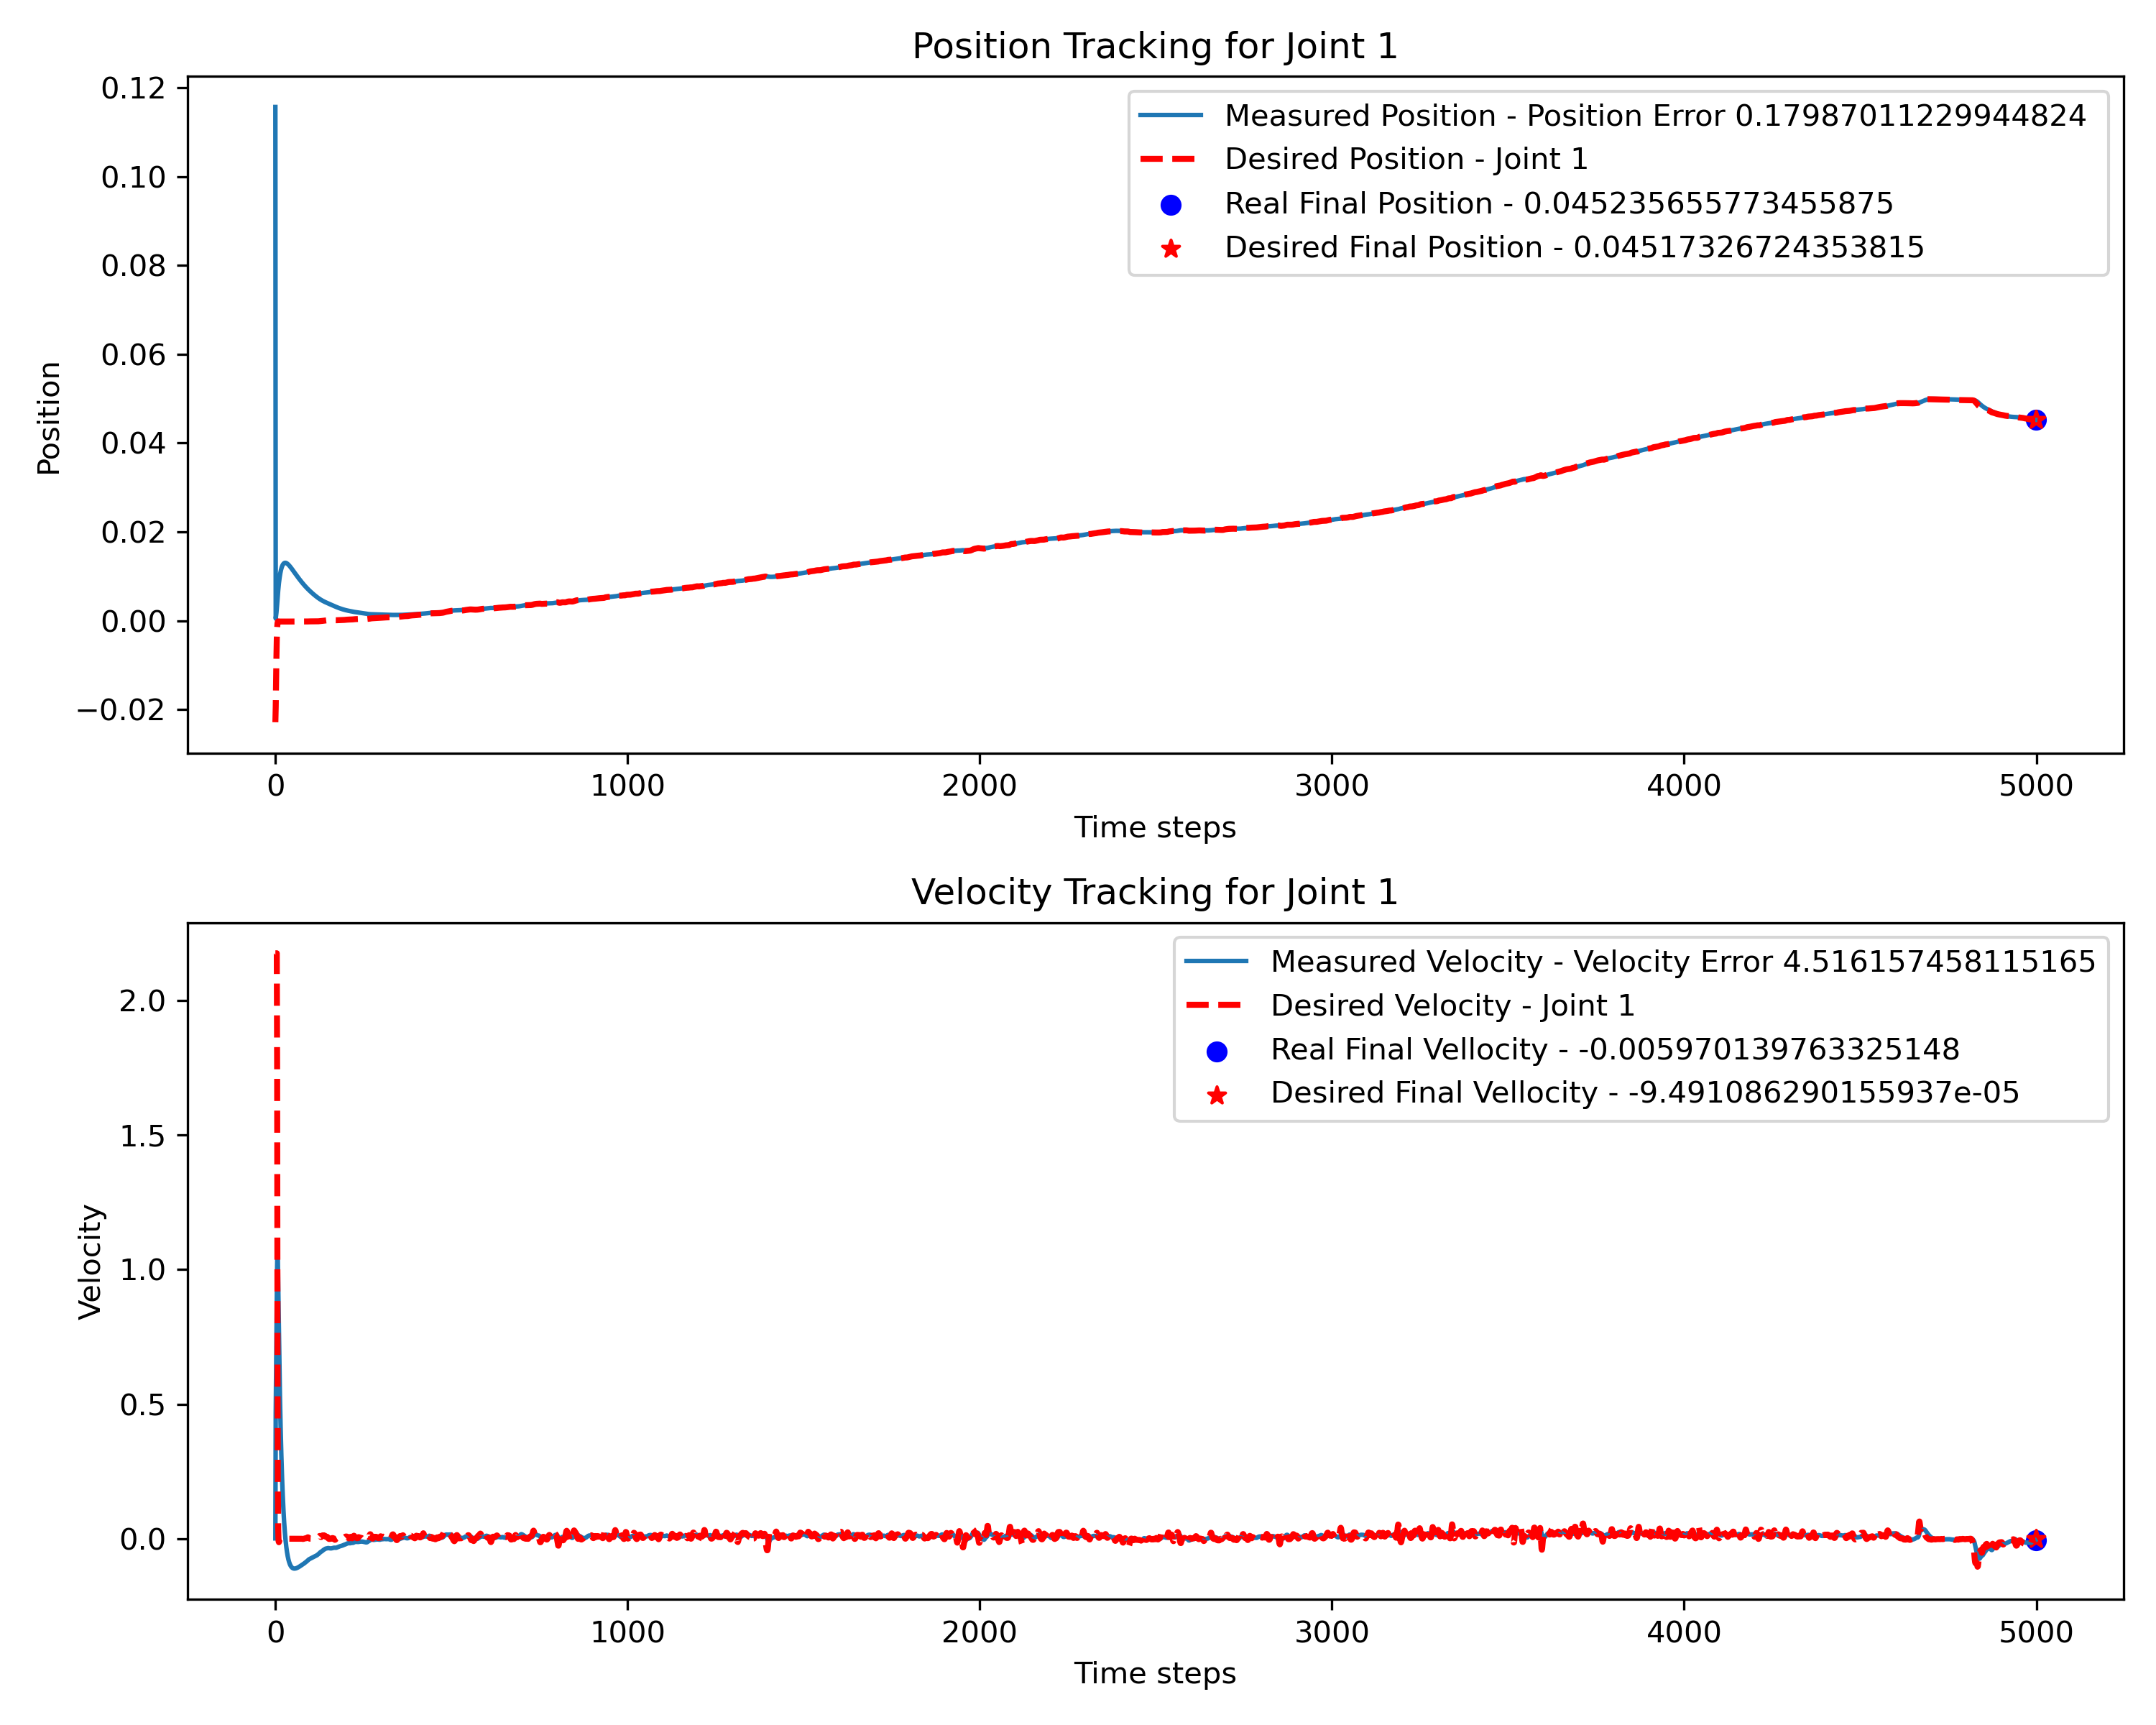 Position Tracking for Joint 1
0.12
0.10
0.08
0.06
0.04
0.02
0.00
−0.02
Position
Measured Position - Position Error 0.17987011229944824
Desired Position - Joint 1
Real Final Position - 0.045235655773455875
Desired Final Position - 0.04517326724353815
0 1000 2000 3000 4000 5000
Time steps
Velocity Tracking for Joint 1
2.0
1.5
1.0
0.5
0.0
Velocity
Measured Velocity - Velocity Error 4.516157458115165
Desired Velocity - Joint 1
Real Final Vellocity - -0.005970139763325148
Desired Final Vellocity - -9.491086290155937e-05
0 1000 2000 3000 4000 5000
Time steps